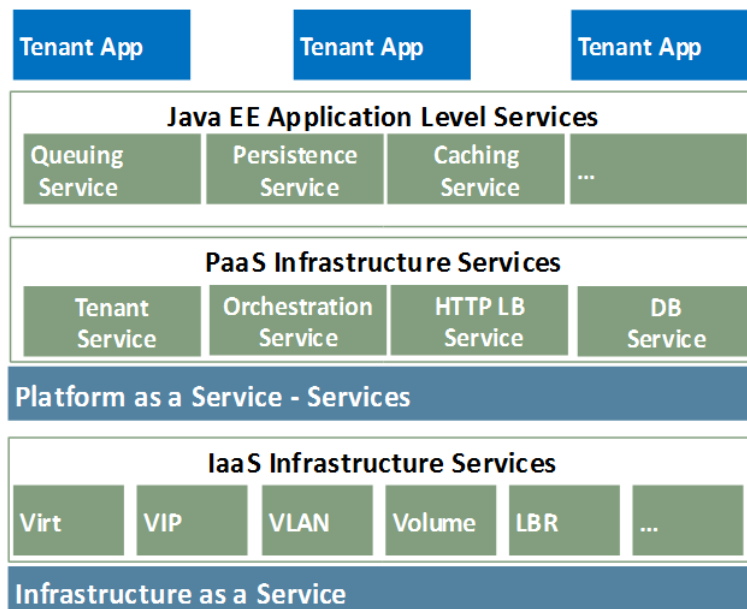 Tenant App
Tenant App
Tenant App
Java EE Application Level Services
Queuing
Service
Persistence
Service
Caching
Service
...
PaaS Infrastructure Services
Tenant
Service
Orchestration
Service
HTTP LB
Service
DB
Service
Platform as a Service - Services
IaaS Infrastructure Services
Virt
VIP
VLAN
Volume
LBR
...
Infrastructure as a Service